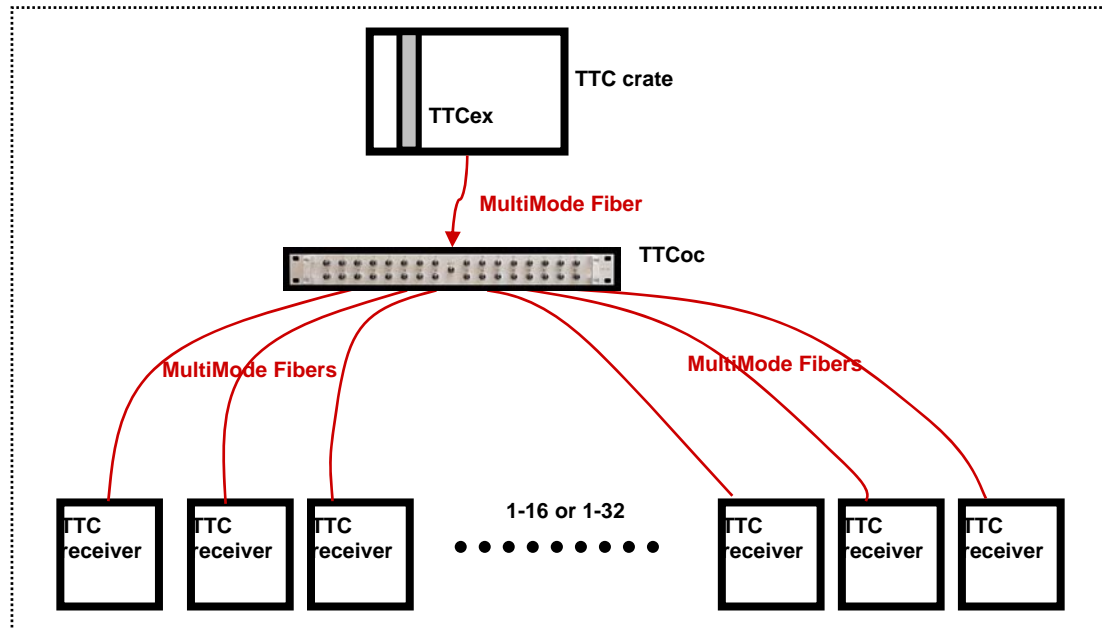 TTC crate
TTCex
MultiMode Fiber
TTCoc
MultiMode Fibers
MultiMode Fibers
1-16 or 1-32
TTC
receiver
TTC
receiver
TTC
receiver
TTC
receiver
TTC
receiver
TTC
receiver